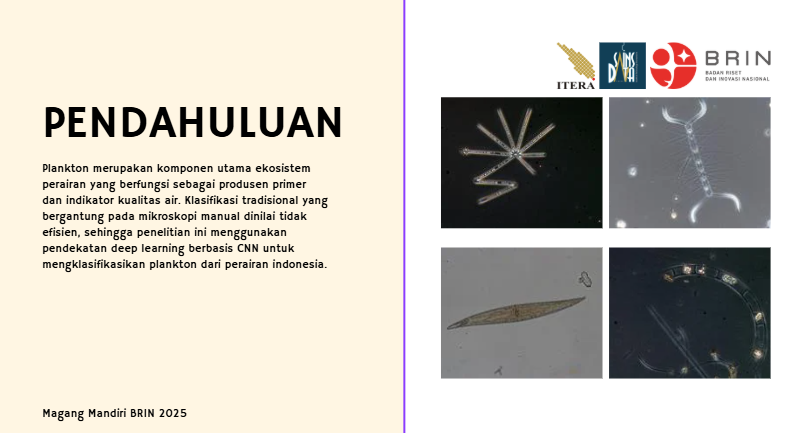 PENDAHULUAN
Plankton merupakan komponen utama ekosistem
perairan yang berfungsi sebagai produsen primer
dan indikator kualitas air. Klasifikasi tradisional yang
bergantung pada mikroskopi manual dinilai tidak
efisien, sehingga penelitian ini menggunakan
pendekatan deep learning berbasis CNN untuk
mengklasifikasikan plankton dari perairan indonesia.
Magang Mandiri BRIN 2025
ITERA
SAINS
DATA
BRIN
BADAN RISET
DAN INOVASI NASIONAL